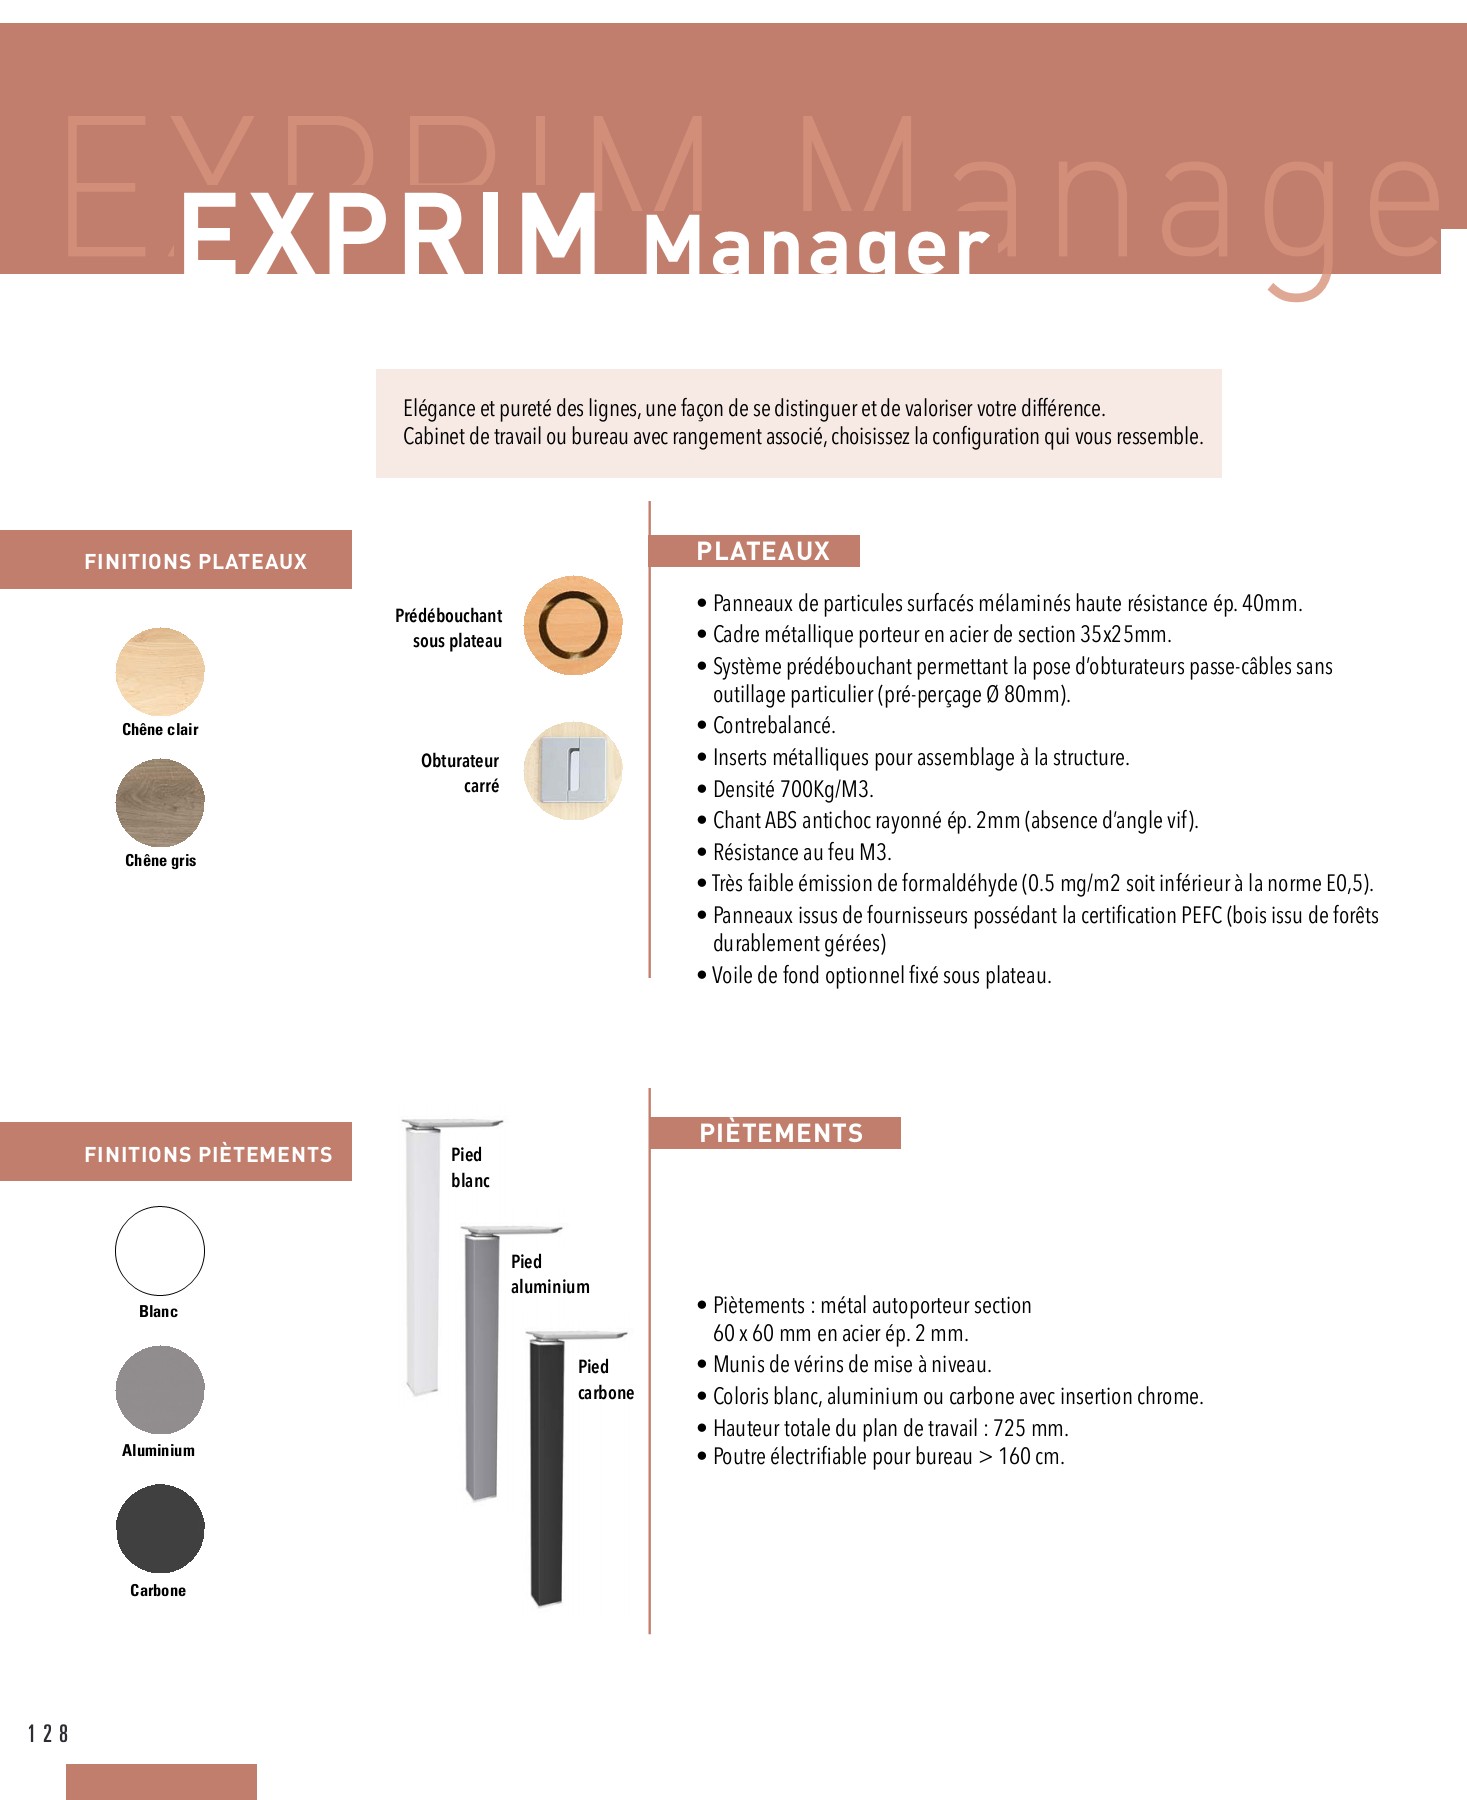 EXPRIM Manage
EXPRIM Manager
Elégance et pureté des lignes, une façon de se distinguer et de valoriser votre différence.
Cabinet de travail ou bureau avec rangement associé, choisissez la configuration qui vous ressemble.
FINITIONS PLATEAUX
Chêne clair
Chêne gris
Prédébouchant
sous plateau
Obturateur
carré
PLATEAUX
• Panneaux de particules surfacés mélaminés haute résistance ép. 40mm.
• Cadre métallique porteur en acier de section 35x25mm.
• Système prédébouchant permettant la pose d’obturateurs passe-câbles sans
outillage particulier (pré-perçage Ø 80mm).
• Contrebalancé.
• Inserts métalliques pour assemblage à la structure.
• Densité 700Kg/M3.
• Chant ABS antichoc rayonné ép. 2mm (absence d’angle vif).
• Résistance au feu M3.
• Très faible émission de formaldéhyde (0.5 mg/m2 soit inférieur à la norme E0,5).
• Panneaux issus de fournisseurs possédant la certification PEFC (bois issu de forêts
durablement gérées)
• Voile de fond optionnel fixé sous plateau.
FINITIONS PIÈTEMENTS
Blanc
Aluminium
Carbone
Pied
blanc
Pied
aluminium
Pied
carbone
PIÈTEMENTS
• Piètements : métal autoporteur section
60 x 60 mm en acier ép. 2 mm.
• Munis de vérins de mise à niveau.
• Coloris blanc, aluminium ou carbone avec insertion chrome.
• Hauteur totale du plan de travail : 725 mm.
• Poutre électrifiable pour bureau > 160 cm.
128